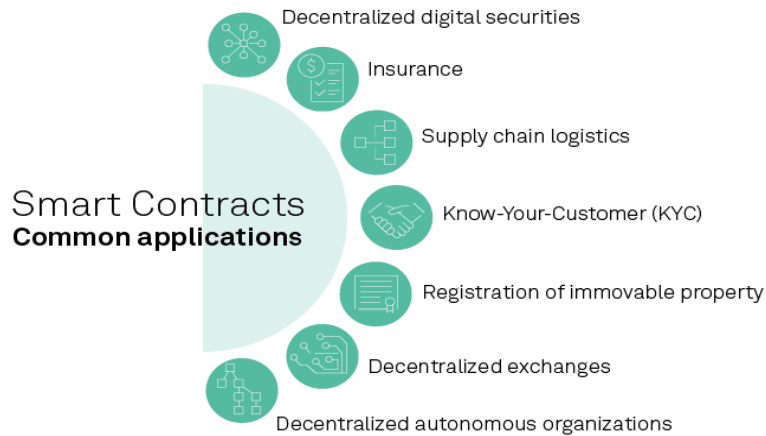 Decentralized digital securities
Insurance
Supply chain logistics
Smart Contracts
Common applications
Know-Your-Customer (KYC)
Registration of immovable property
Decentralized exchanges
Decentralized autonomous organizations